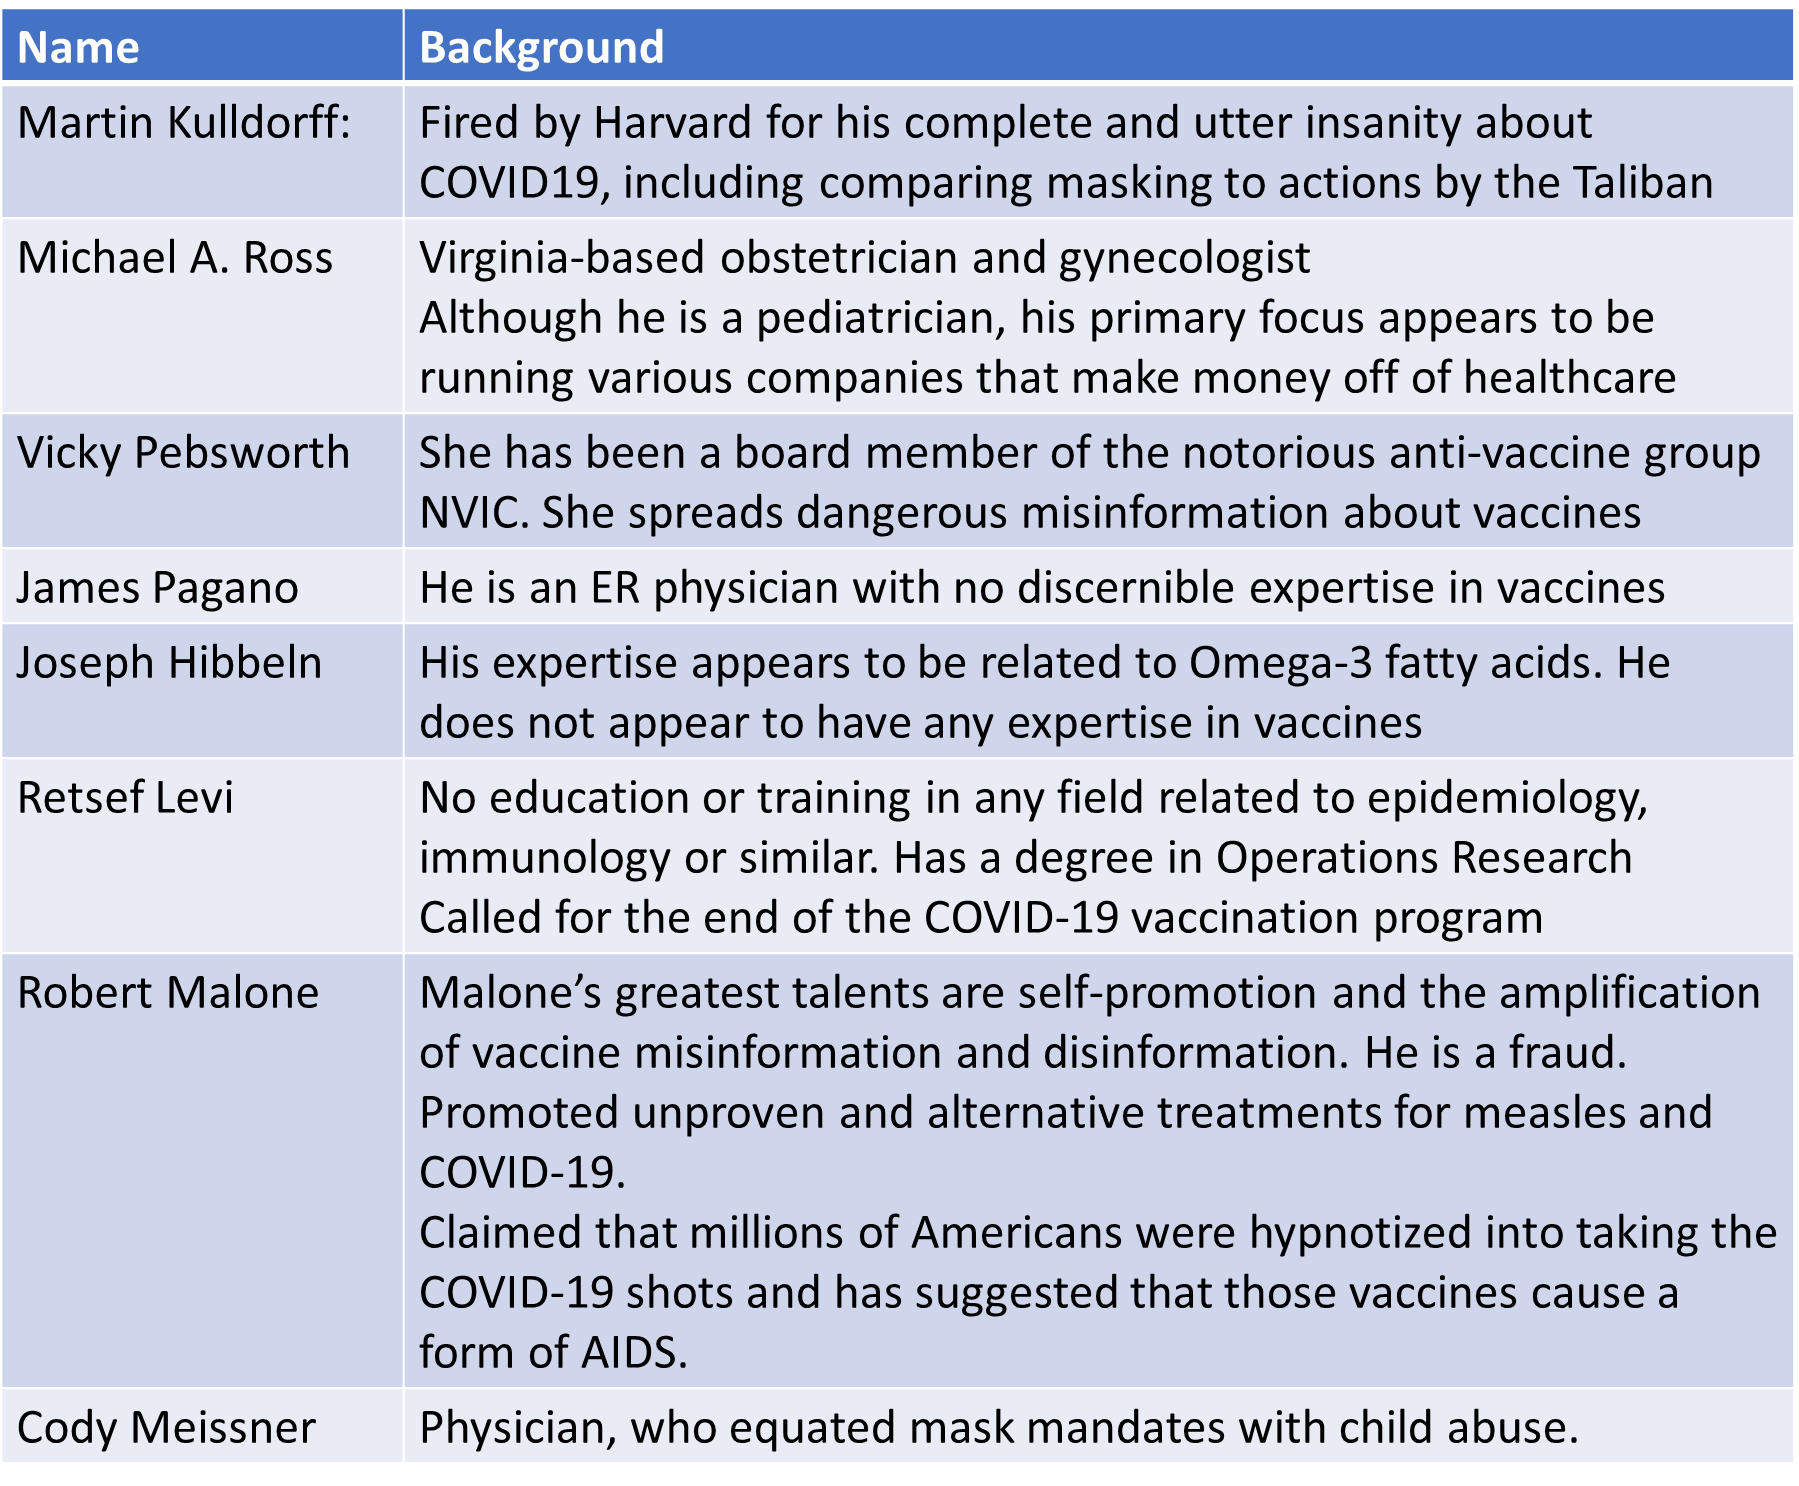 Name
Background
Martin Kulldorff:
Fired by Harvard for his complete and utter insanity about
COVID19, including comparing masking to actions by the Taliban
Michael A. Ross
Virginia-based obstetrician and gynecologist
Although he is a pediatrician, his primary focus appears to be
running various companies that make money off of healthcare
Vicky Pebsworth
She has been a board member of the notorious anti-vaccine group
NVIC. She spreads dangerous misinformation about vaccines
James Pagano
He is an ER physician with no discernible expertise in vaccines
Joseph Hibbeln
His expertise appears to be related to Omega-3 fatty acids. He
does not appear to have any expertise in vaccines
Retsef Levi
No education or training in any field related to epidemiology,
immunology or similar. Has a degree in Operations Research
Called for the end of the COVID-19 vaccination program
Robert Malone
Malone’s greatest talents are self-promotion and the amplification
of vaccine misinformation and disinformation. He is a fraud.
Promoted unproven and alternative treatments for measles and
COVID-19.
Claimed that millions of Americans were hypnotized into taking the
COVID-19 shots and has suggested that those vaccines cause a
form of AIDS.
Cody Meissner
Physician, who equated mask mandates with child abuse.